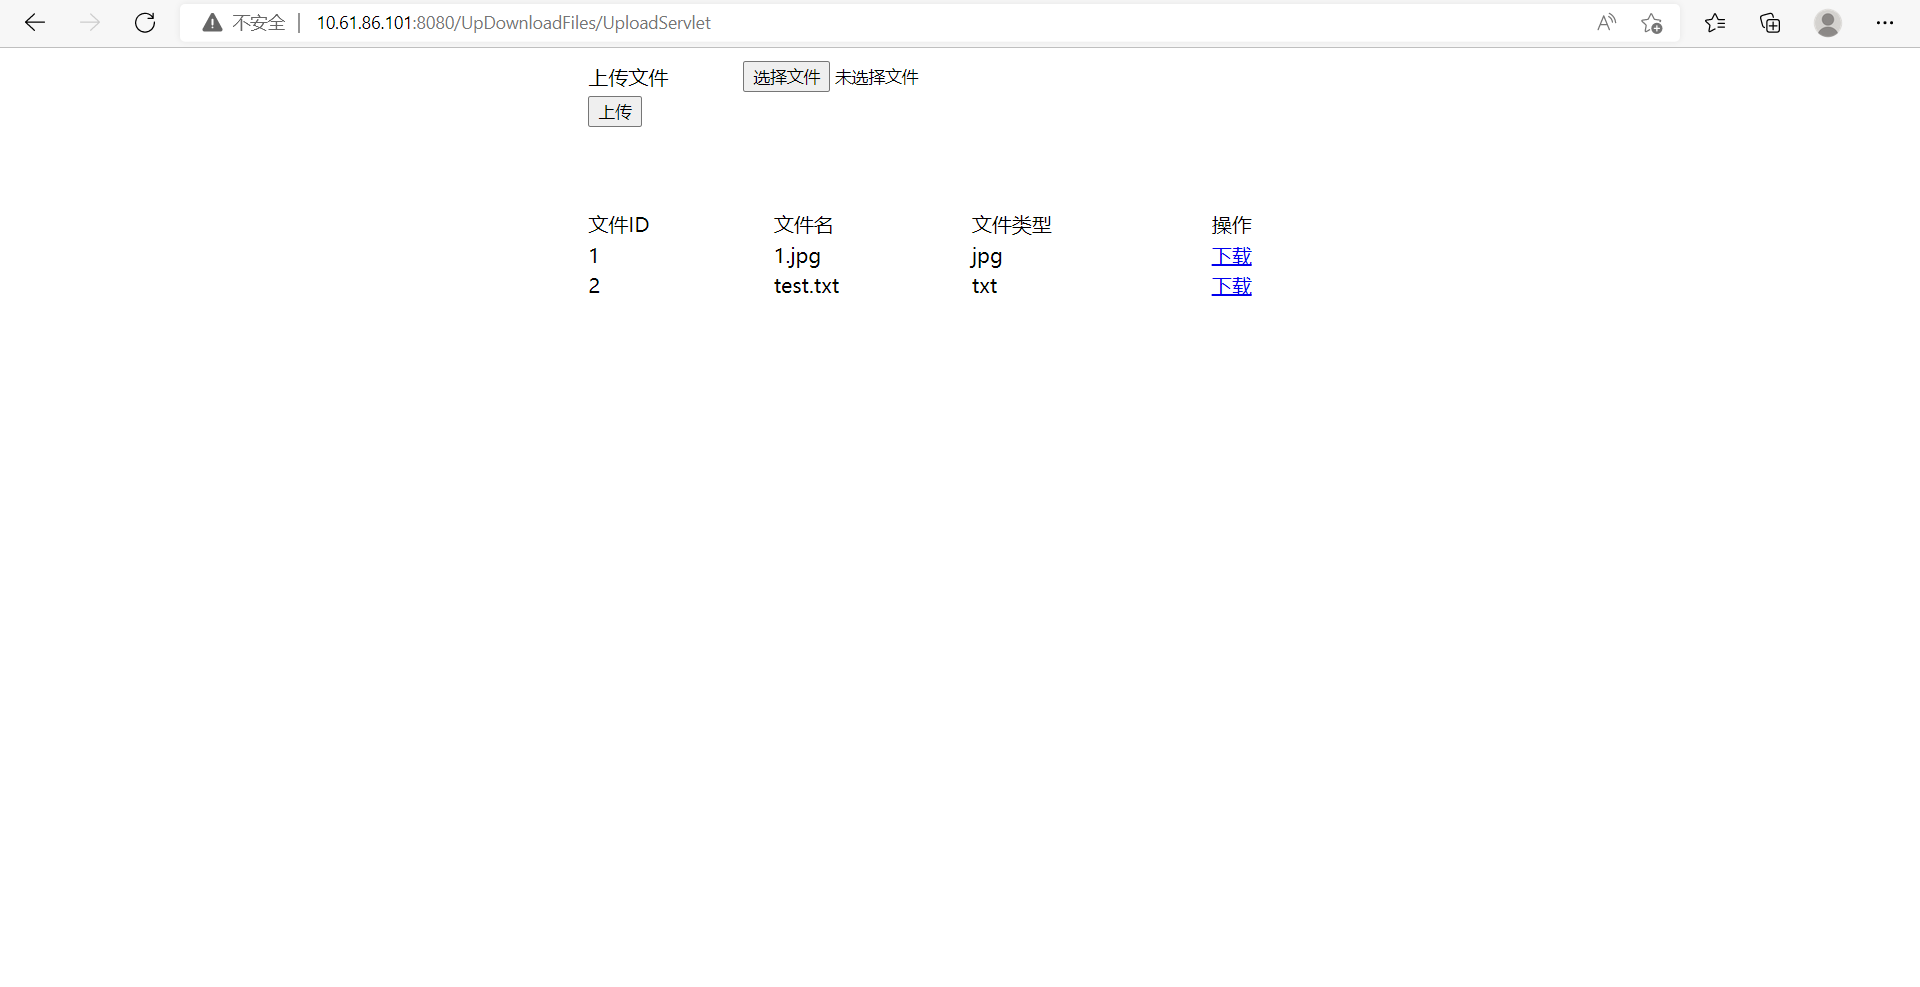 不安全 | 10.61.86.101:8080/UpDownloadFiles/UploadServlet
上传文件 选择文件 未选择文件
上传
文件ID 文件名 文件类型 操作
1 1.jpg jpg 下载
2 test.txt txt 下载